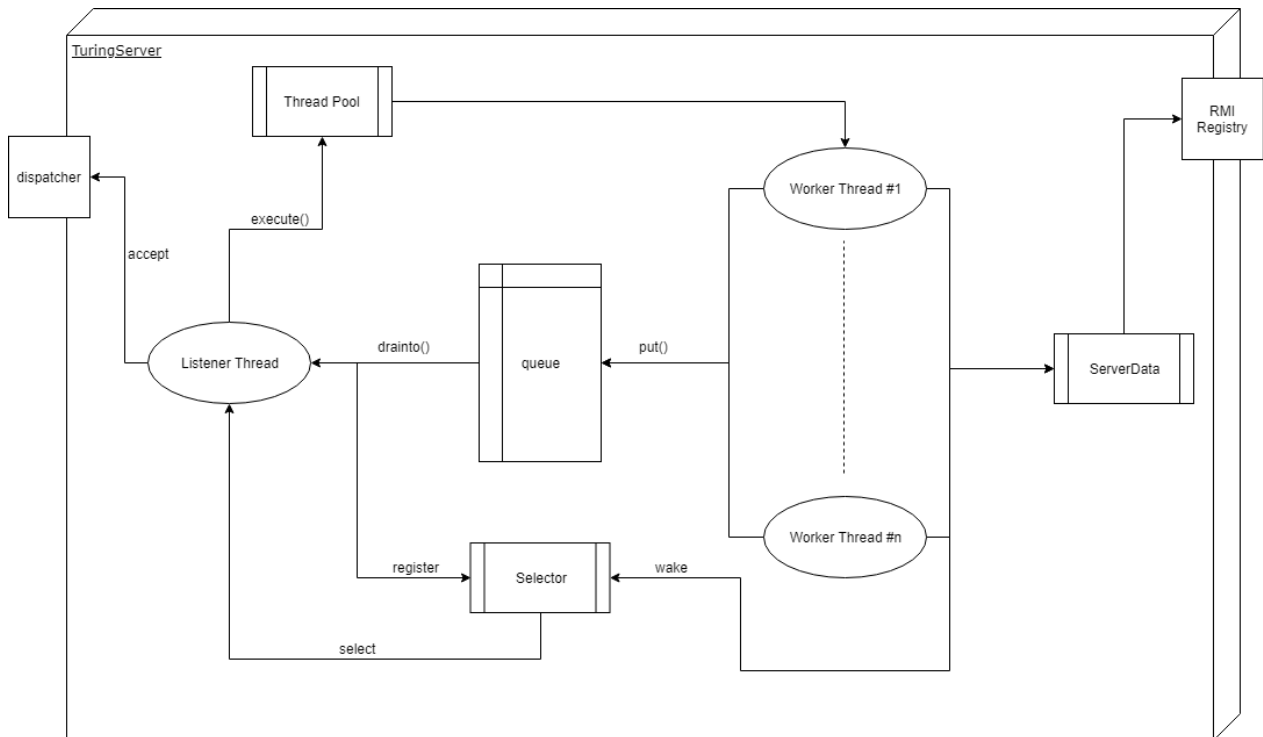 TuringServer
Thread Pool
RMI
Registry
dispatcher
Worker Thread #1
execute()
accept
drainto()
queue
put()
Listener Thread
ServerData
Worker Thread #n
register
Selector
wake
select